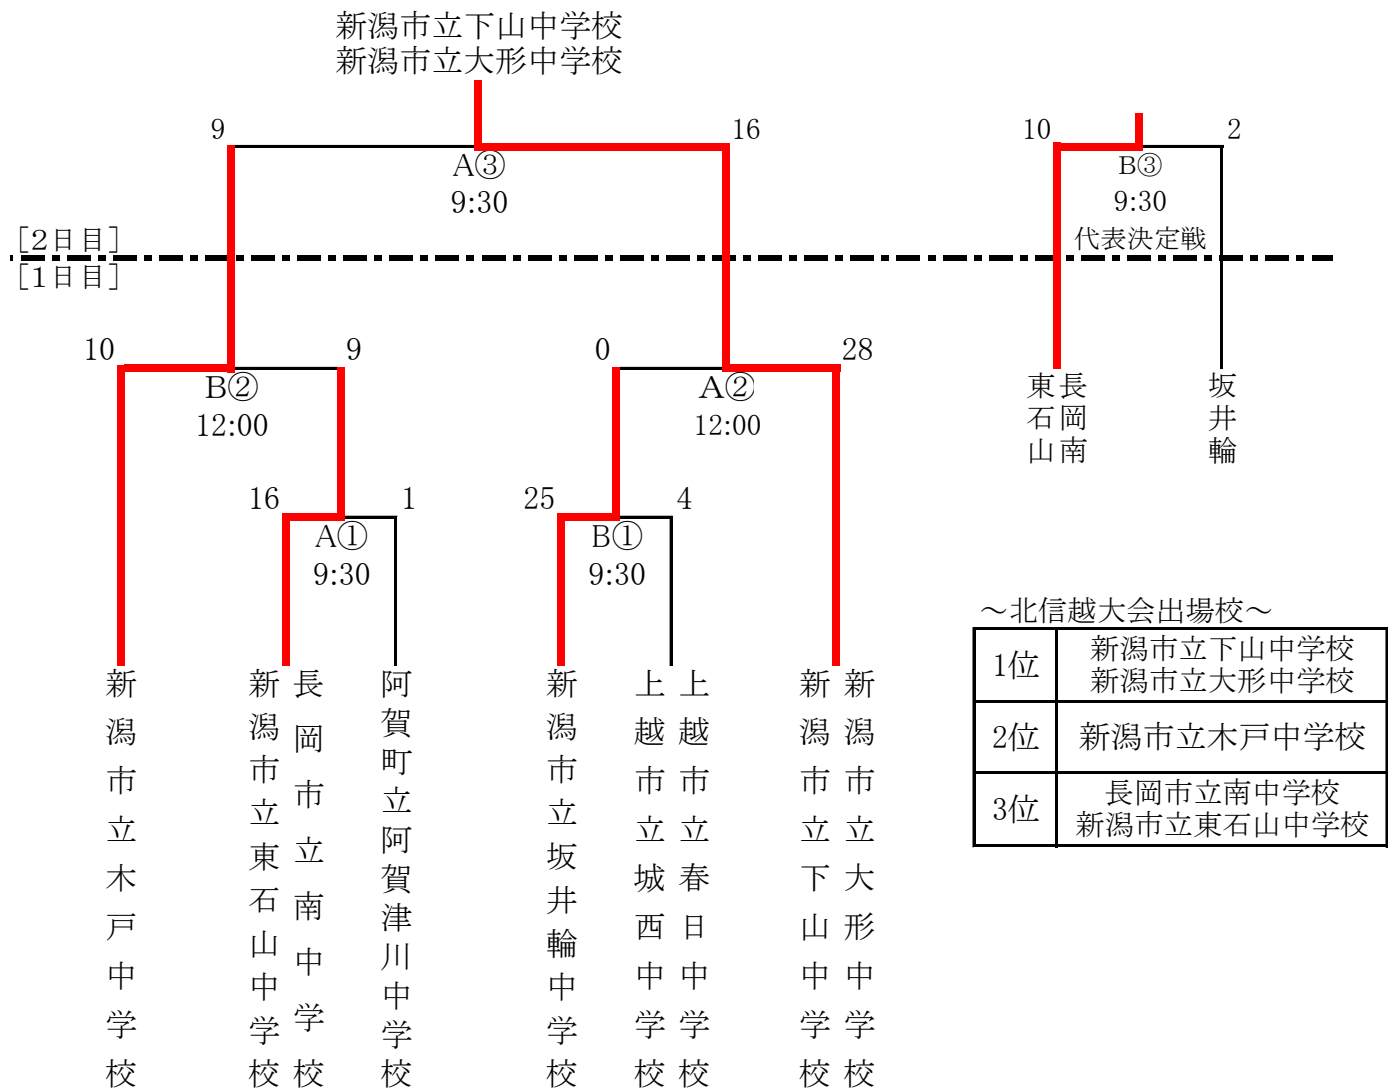 新潟市立下山中学校
新潟市立大形中学校
9
16
A③
9:30
10
2
B③
9:30
代表決定戦
[2日目]
[1日目]
10
9
B②
12:00
0
28
A②
12:00
長岡南
東石山
坂井輪
16
1
A①
9:30
25
4
B①
9:30
新潟市立木戸中学校
長岡市立南中学校
新潟市立東石山中学校
阿賀町立阿賀津川中学校
新潟市立坂井輪中学校
上越市立春日中学校
上越市立城西中学校
新潟市立大形中学校
新潟市立下山中学校
～北信越大会出場校～
1位
新潟市立下山中学校
新潟市立大形中学校
2位
新潟市立木戸中学校
3位
長岡市立南中学校
新潟市立東石山中学校